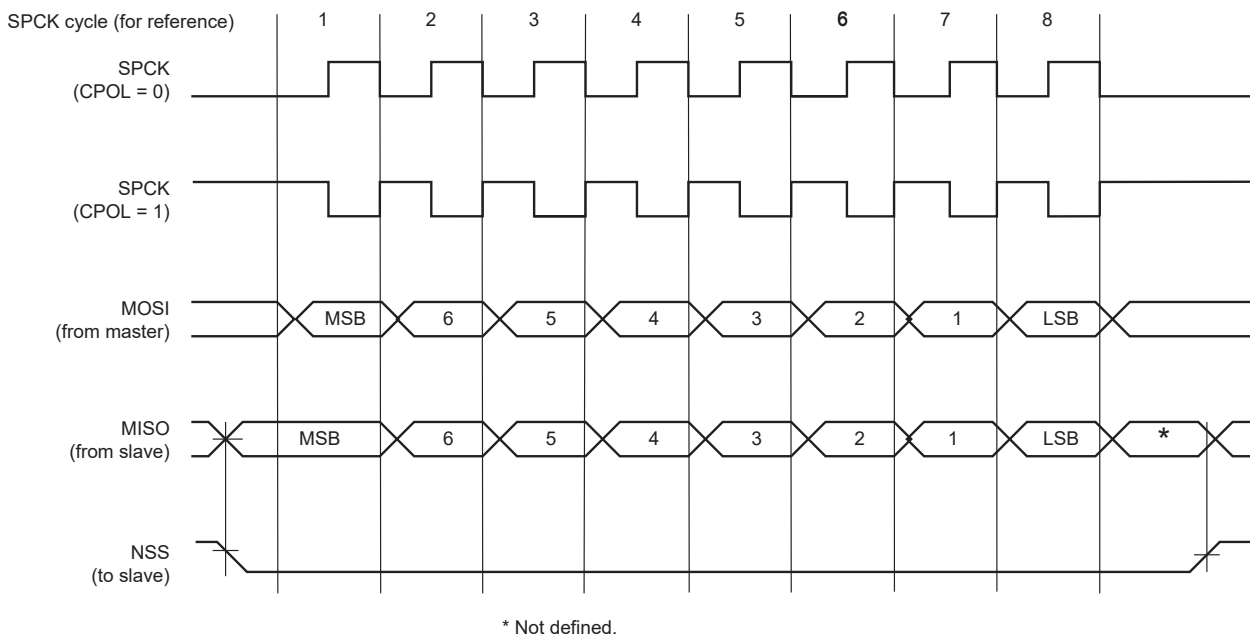 SPCK cycle (for reference) 1 2 3 4 5 6 7 8
SPCK
(CPOL = 0)
SPCK
(CPOL = 1)
MOSI
(from master)
MSB 6 5 4 3 2 1 LSB
MISO
(from slave)
MSB 6 5 4 3 2 1 LSB *
NSS
(to slave)
* Not defined.